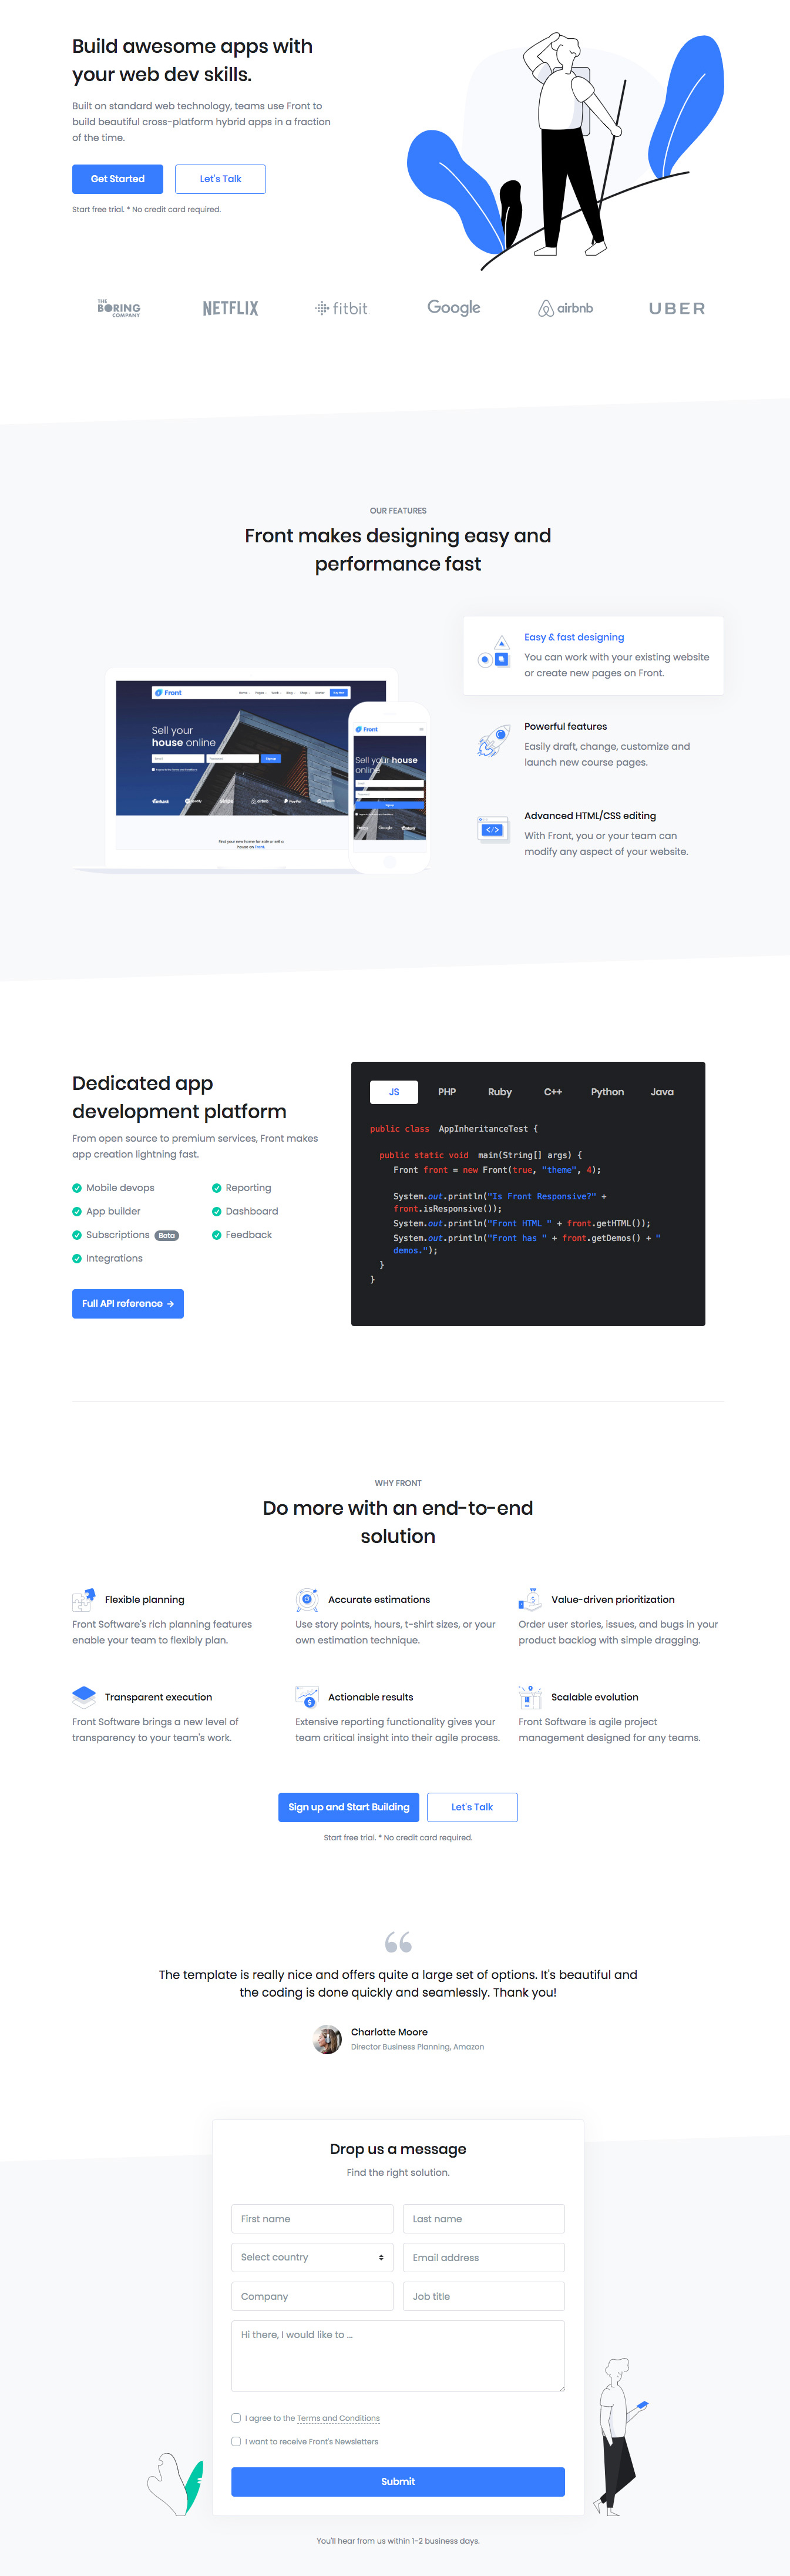 Build awesome apps with
your web dev skills.
Built on standard web technology, teams use Front to
build beautiful cross-platform hybrid apps in a fraction
of the time.
Get Started
Let's Talk
Start free trial. * No credit card required.
THE
BORING
COMPANY
NETFLIX
fitbit
Google
airbnb
UBER
OUR FEATURES
Front makes designing easy and
performance fast
Easy & fast designing
You can work with your existing website
or create new pages on Front.
Front
Sell your
house online
Front
Sell your house
online
Google
Find your new home for sale or sell a
house on Front.
Powerful features
Easily draft, change, customize and
launch new course pages.
Advanced HTML/CSS editing
With Front, you or your team can
modify any aspect of your website.
Dedicated app
development platform
From open source to premium services, Front makes
app creation lightning fast.
Mobile devops
Reporting
App builder
Dashboard
Subscriptions Beta
Feedback
Integrations
Full API reference →
JS PHP Ruby C++ Python Java
public class AppInheritanceTest {
public static void main(String[] args) {
Front front = new Front(true, "theme", 4);
System.out.println("Is Front Responsive?" +
front.isResponsive());
System.out.println("Front HTML " + front.getHTML());
System.out.println("Front has " + front.getDemos() + "
demos.");
}
}
WHY FRONT
Do more with an end-to-end
solution
Flexible planning
Front Software's rich planning features
enable your team to flexibly plan.
Accurate estimations
Use story points, hours, t-shirt sizes, or your
own estimation technique.
Value-driven prioritization
Order user stories, issues, and bugs in your
product backlog with simple dragging.
Transparent execution
Front Software brings a new level of
transparency to your team's work.
Actionable results
Extensive reporting functionality gives your
team critical insight into their agile process.
Scalable evolution
Front Software is agile project
management designed for any teams.
Sign up and Start Building
Let's Talk
Start free trial. * No credit card required.
The template is really nice and offers quite a large set of options. It's beautiful and
the coding is done quickly and seamlessly. Thank you!
Charlotte Moore
Director Business Planning, Amazon
Drop us a message
Find the right solution.
First name
Last name
Select country
Email address
Company
Job title
Hi there, I would like to ...
I agree to the Terms and Conditions
I want to receive Front's Newsletters
Submit
You'll hear from us within 1-2 business days.